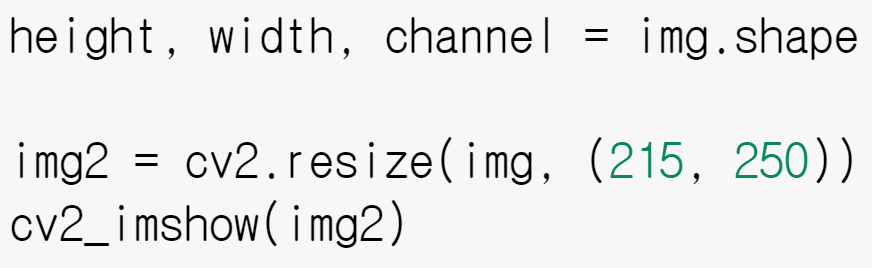 height, width, channel = img.shape
img2 = cv2.resize(img, (215, 250))
cv2_imshow(img2)